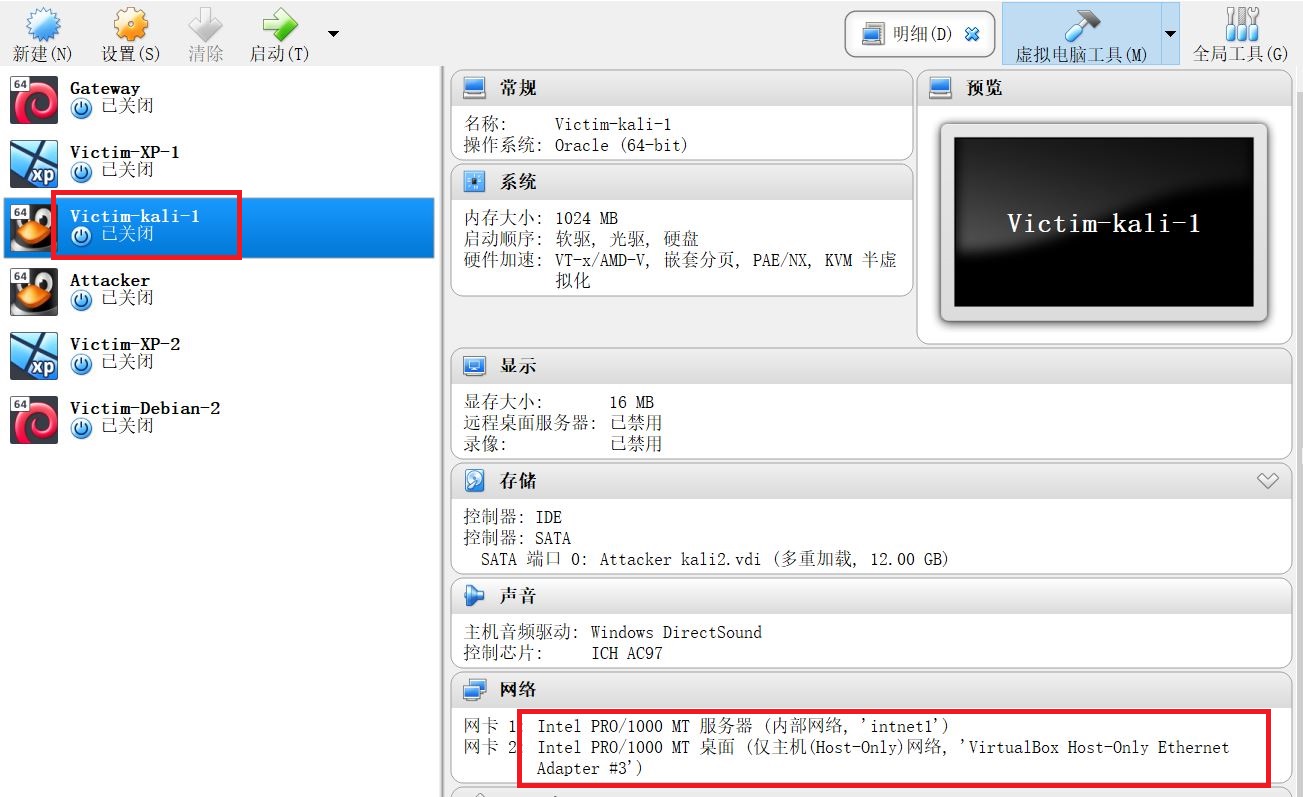 新建(N) 设置(S) 清除 启动(T) 明细(D) 虚拟电脑工具(M) 全局工具(G)
64 Gateway
已关闭
xp Victim-XP-1
已关闭
64 Victim-kali-1
已关闭
64 Attacker
已关闭
xp Victim-XP-2
已关闭
64 Victim-Debian-2
已关闭
常规
名称: Victim-kali-1
操作系统: Oracle (64-bit)
系统
内存大小: 1024 MB
启动顺序: 软驱, 光驱, 硬盘
硬件加速: VT-x/AMD-V, 嵌套分页, PAE/NX, KVM 半虚
拟化
预览
Victim-kali-1
显示
显存大小: 16 MB
远程桌面服务器: 已禁用
录像: 已禁用
存储
控制器: IDE
控制器: SATA
SATA 端口 0: Attacker kali2.vdi (多重加载, 12.00 GB)
声音
主机音频驱动: Windows DirectSound
控制芯片: ICH AC97
网络
网卡 1: Intel PRO/1000 MT 服务器 (内部网络, 'intnet1')
网卡 2: Intel PRO/1000 MT 桌面 (仅主机(Host-Only)网络, 'VirtualBox Host-Only Ethernet
Adapter #3')